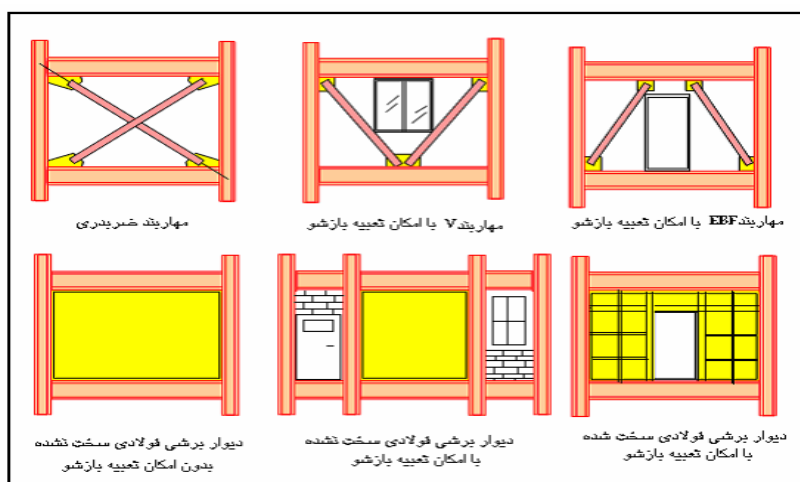 مهاربند ضربدری
مهاربند V با امکان تعبیه بازشو
مهاربند EBF با امکان تعبیه بازشو
دیوار برشی فولادی سخت نشده
بدون امکان تعبیه بازشو
دیوار برشی فولادی سخت نشده
با امکان تعبیه بازشو
دیوار برشی فولادی سخت شده
با امکان تعبیه بازشو